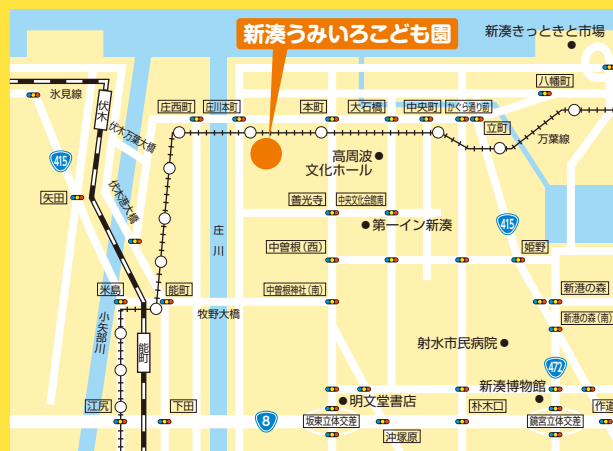 新湊うみいろこども園
新湊きっときと市場
八幡町
氷見線
伏木
伏木万葉大橋
庄西町
庄川本町
本町
大石橋
中央町
かぐら通り前
立町
万葉線
415
高周波
文化ホール
矢田
伏木港大橋
善光寺
中央文化会館南
庄川
第一イン新湊
415
中曽根(西)
姫野
米島
能町
中曽根神社(南)
新港の森
牧野大橋
新港の森(南)
小矢部川
能町
射水市民病院
472
新湊博物館
江尻
下田
8
明文堂書店
朴木口
作道
坂東立体交差
鏡宮立体交差
沖塚原